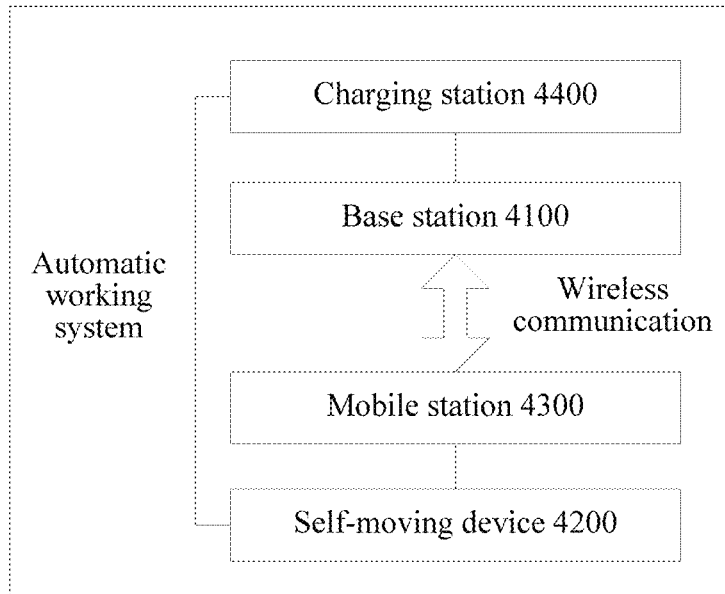 Charging station 4400
Base station 4100
Automatic
working
system
Wireless
communication
Mobile station 4300
Self-moving device 4200